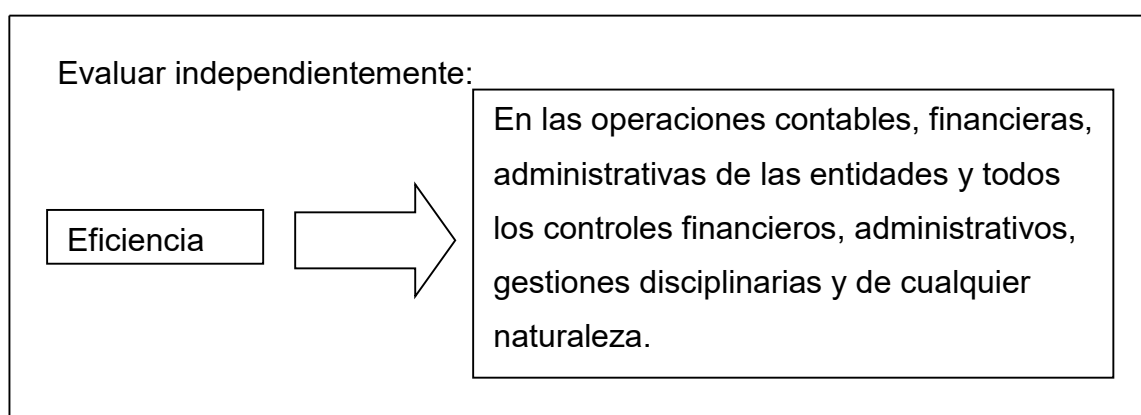 Evaluar independientemente:
Eficiencia
En las operaciones contables, financieras,
administrativas de las entidades y todos
los controles financieros, administrativos,
gestiones disciplinarias y de cualquier
naturaleza.